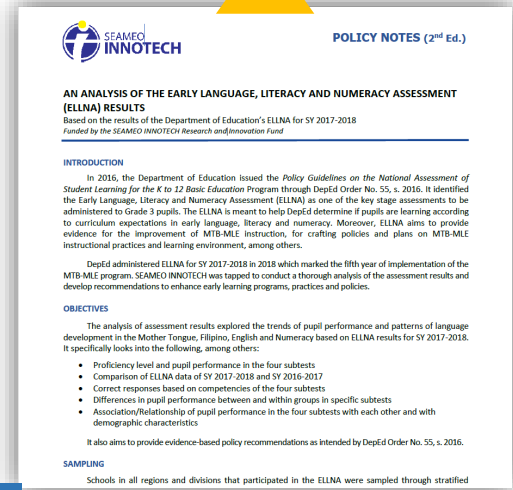 SEAMEO
INNOTECH
POLICY NOTES (2nd Ed.)
AN ANALYSIS OF THE EARLY LANGUAGE, LITERACY AND NUMERACY ASSESSMENT
(ELLNA) RESULTS
Based on the results of the Department of Education's ELLNA for SY 2017-2018
Funded by the SEAMEO INNOTECH Research and Innovation Fund
INTRODUCTION
In 2016, the Department of Education issued the Policy Guidelines on the National Assessment of
Student Learning for the K to 12 Basic Education Program through DepEd Order No. 55, s. 2016. It identified
the Early Language, Literacy and Numeracy Assessment (ELLNA) as one of the key stage assessments to be
administered to Grade 3 pupils. The ELLNA is meant to help DepEd determine if pupils are learning according
to curriculum expectations in early language, literacy and numeracy. Moreover, ELLNA aims to provide
evidence for the improvement of MTB-MLE instruction, for crafting policies and plans on MTB-MLE
instructional practices and learning environment, among others.
DepEd administered ELLNA for SY 2017-2018 in 2018 which marked the fifth year of implementation of the
MTB-MLE program. SEAMEO INNOTECH was tapped to conduct a thorough analysis of the assessment results and
develop recommendations to enhance early learning programs, practices and policies.
OBJECTIVES
The analysis of assessment results explored the trends of pupil performance and patterns of language
development in the Mother Tongue, Filipino, English and Numeracy based on ELLNA results for SY 2017-2018.
It specifically looks into the following, among others:
• Proficiency level and pupil performance in the four subtests
• Comparison of ELLNA data of SY 2017-2018 and SY 2016-2017
• Correct responses based on competencies of the four subtests
• Differences in pupil performance between and within groups in specific subtests
• Association/Relationship of pupil performance in the four subtests with each other and with
demographic characteristics
It also aims to provide evidence-based policy recommendations as intended by DepEd Order No. 55, s. 2016.
SAMPLING
Schools in all regions and divisions that participated in the ELLNA were sampled through stratified